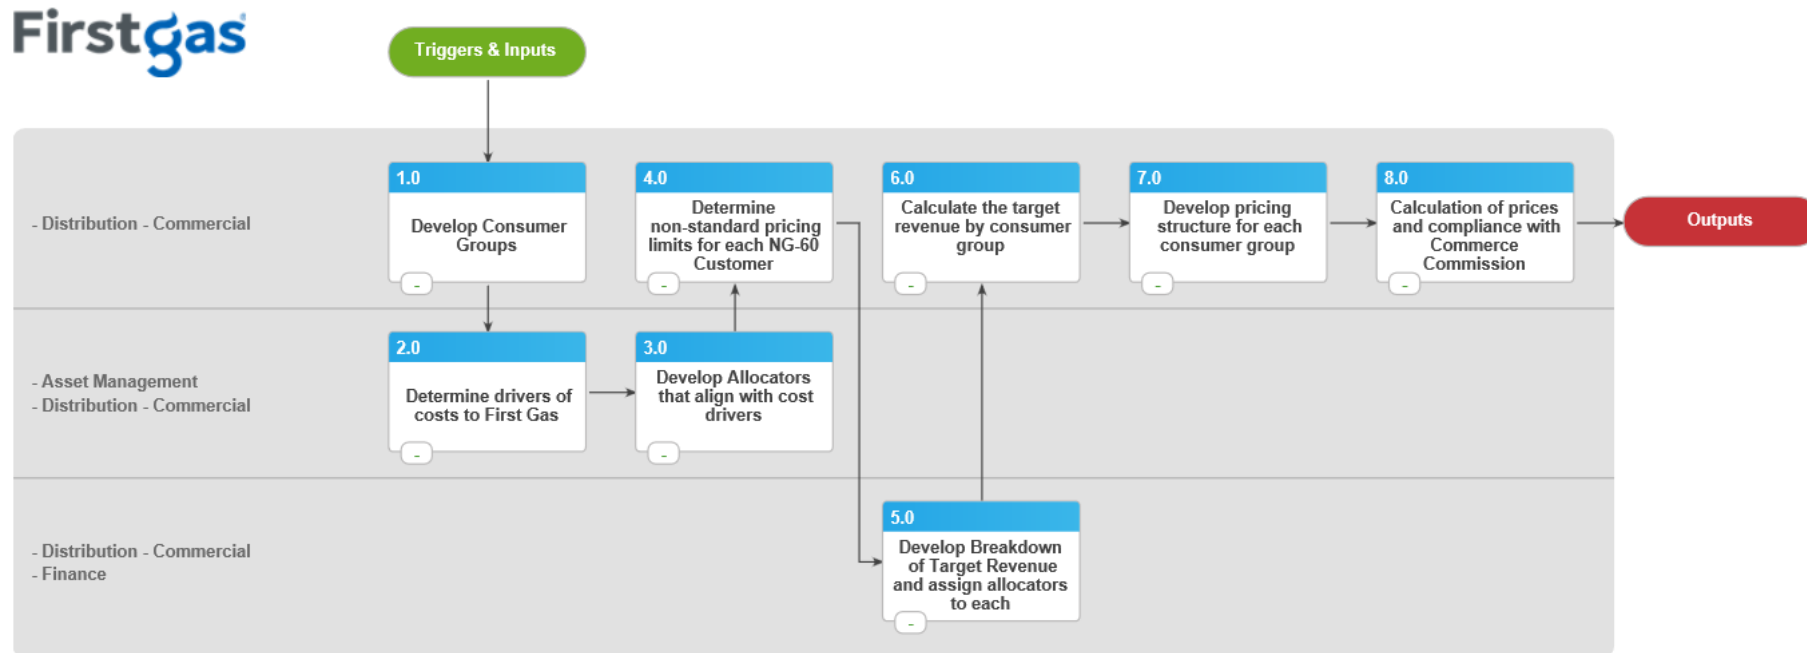 Firstgas
Triggers & Inputs
- Distribution - Commercial
1.0
Develop Consumer
Groups
-
4.0
Determine
non-standard pricing
limits for each NG-60
Customer
-
6.0
Calculate the target
revenue by consumer
group
-
7.0
Develop pricing
structure for each
consumer group
-
8.0
Calculation of prices
and compliance with
Commerce
Commission
-
Outputs
- Asset Management
- Distribution - Commercial
2.0
Determine drivers of
costs to First Gas
-
3.0
Develop Allocators
that align with cost
drivers
-
- Distribution - Commercial
- Finance
5.0
Develop Breakdown
of Target Revenue
and assign allocators
to each
-